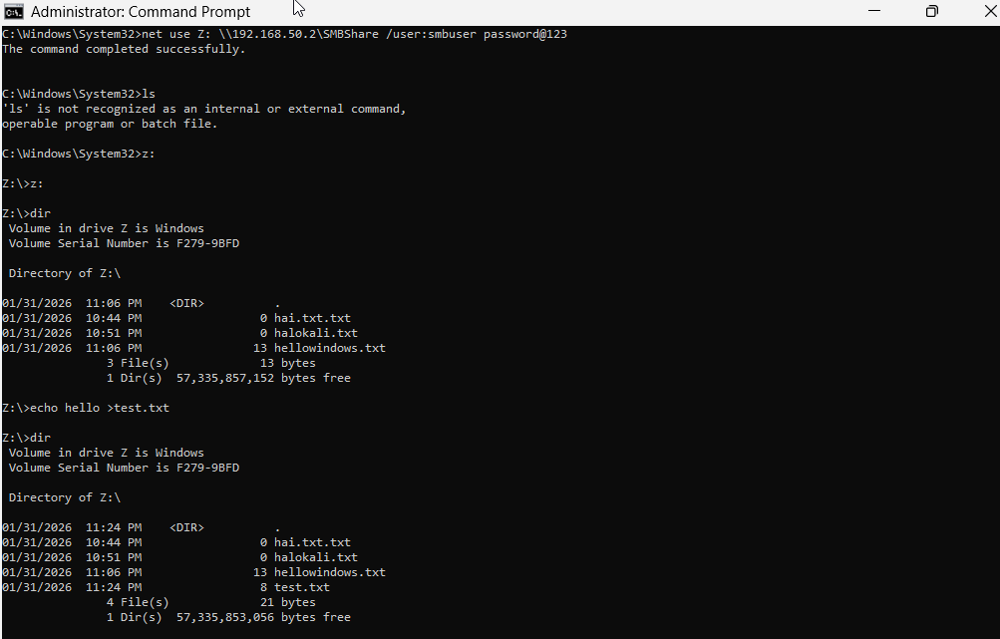 Administrator: Command Prompt
C:\Windows\System32>net use Z: \\192.168.50.2\SMBShare /user:smbuser password@123
The command completed successfully.
C:\Windows\System32>ls
'ls' is not recognized as an internal or external command,
operable program or batch file.
C:\Windows\System32>z:
Z:\>z:
Z:\>dir
 Volume in drive Z is Windows
 Volume Serial Number is F279-9BFD
 Directory of Z:\
01/31/2026  11:06 PM    <DIR>          .
01/31/2026  10:44 PM                 0 hai.txt.txt
01/31/2026  10:51 PM                 0 halokali.txt
01/31/2026  11:06 PM                13 hellowindows.txt
               3 File(s)             13 bytes
               1 Dir(s)  57,335,857,152 bytes free
Z:\>echo hello >test.txt
Z:\>dir
 Volume in drive Z is Windows
 Volume Serial Number is F279-9BFD
 Directory of Z:\
01/31/2026  11:24 PM    <DIR>          .
01/31/2026  10:44 PM                 0 hai.txt.txt
01/31/2026  10:51 PM                 0 halokali.txt
01/31/2026  11:06 PM                13 hellowindows.txt
01/31/2026  11:24 PM                 8 test.txt
               4 File(s)             21 bytes
               1 Dir(s)  57,335,853,056 bytes free